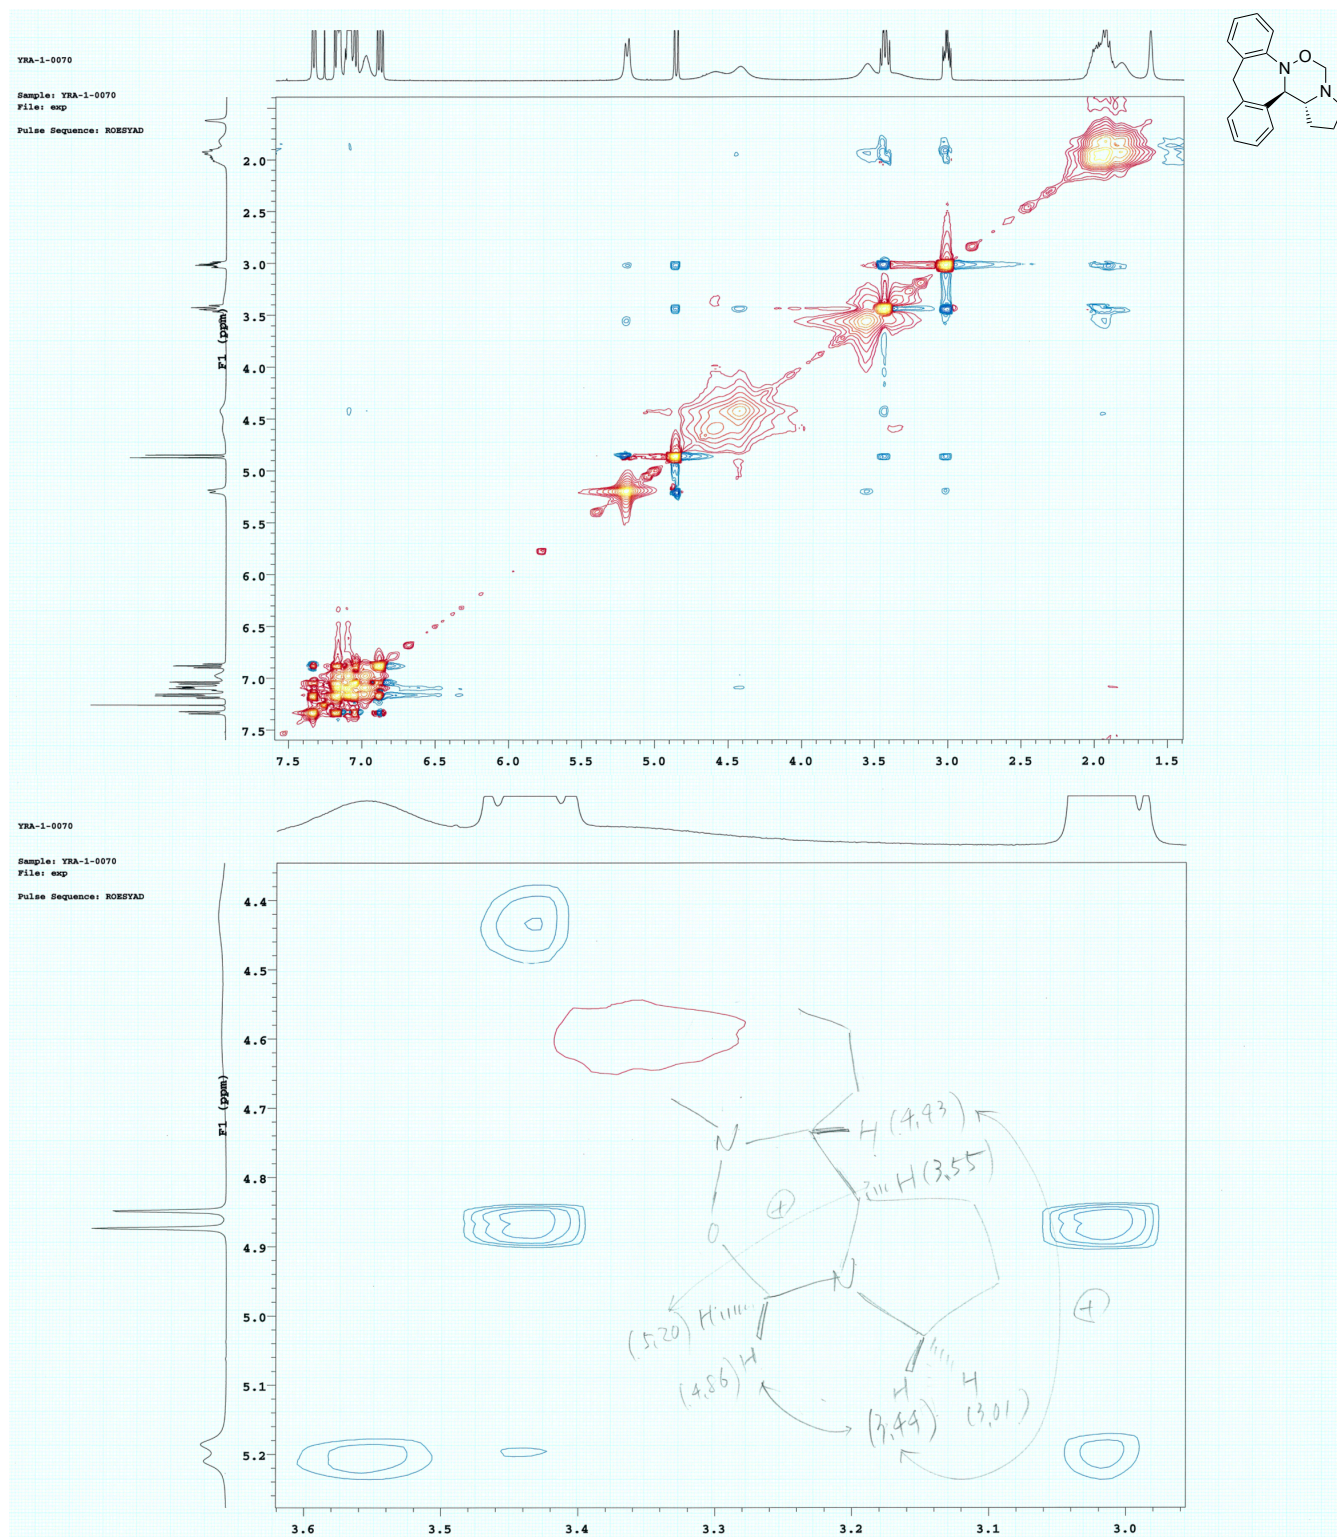 YRA-1-0070
Sample: YRA-1-0070
File: exp
Pulse Sequence: ROESYAD
N O
N
F1 (ppm)
2.0
2.5
3.0
3.5
4.0
4.5
5.0
5.5
6.0
6.5
7.0
7.5
7.5 7.0 6.5 6.0 5.5 5.0 4.5 4.0 3.5 3.0 2.5 2.0 1.5
YRA-1-0070
Sample: YRA-1-0070
File: exp
Pulse Sequence: ROESYAD
F1 (ppm)
4.4
4.5
4.6
4.7
4.8
4.9
5.0
5.1
5.2
N H (4.43)
H (3.55)
+
O
N
(5.20) H
H
(4.86)
+
H H
(3.44) (3.01)
3.6 3.5 3.4 3.3 3.2 3.1 3.0